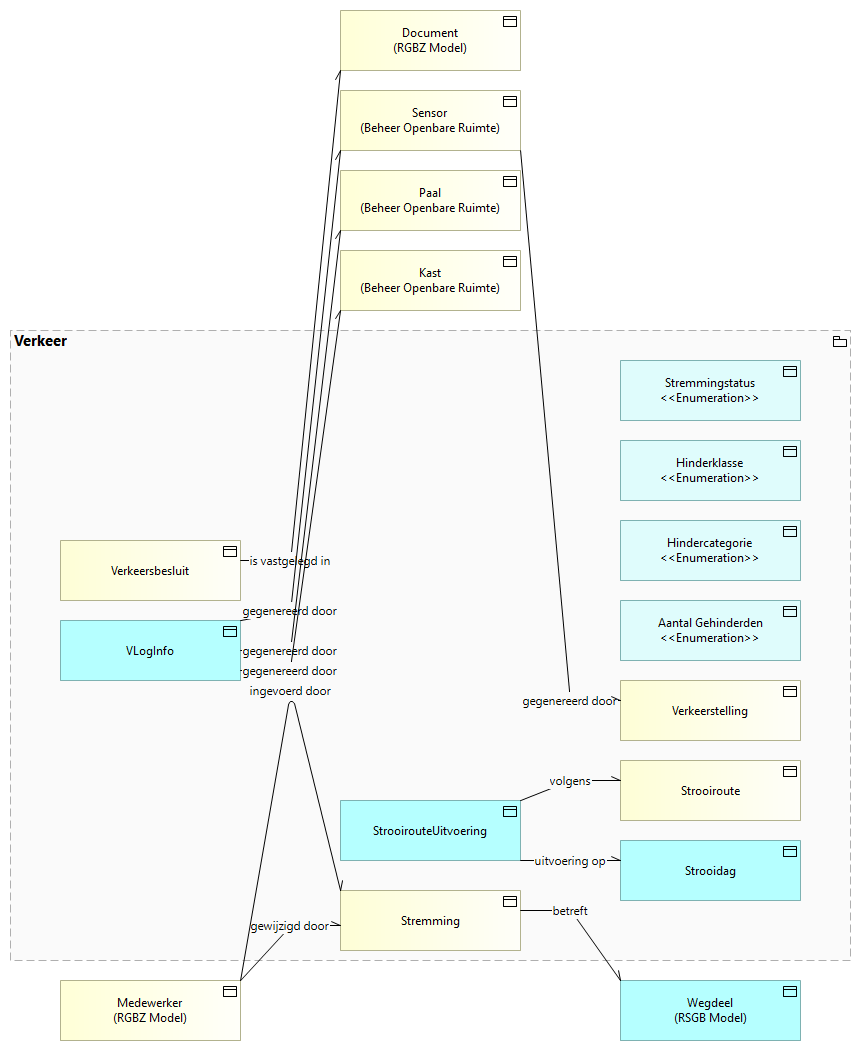 Document
(RGBZ Model)
Sensor
(Beheer Openbare Ruimte)
Paal
(Beheer Openbare Ruimte)
Kast
(Beheer Openbare Ruimte)
Verkeer
Stremmingstatus
<<Enumeration>>
Hinderklasse
<<Enumeration>>
Hindercategorie
<<Enumeration>>
Verkeersbesluit
is vastgelegd in
gegenereerd door
Aantal Gehinderden
<<Enumeration>>
VLogInfo
gegenereerd door
gegenereerd door
ingevoerd door
gegenereerd door
Verkeerstelling
volgens
Strooiroute
StrooirouteUitvoering
uitvoering op
Strooidag
gewijzigd door
Stremming
betreft
Medewerker
(RGBZ Model)
Wegdeel
(RSGB Model)